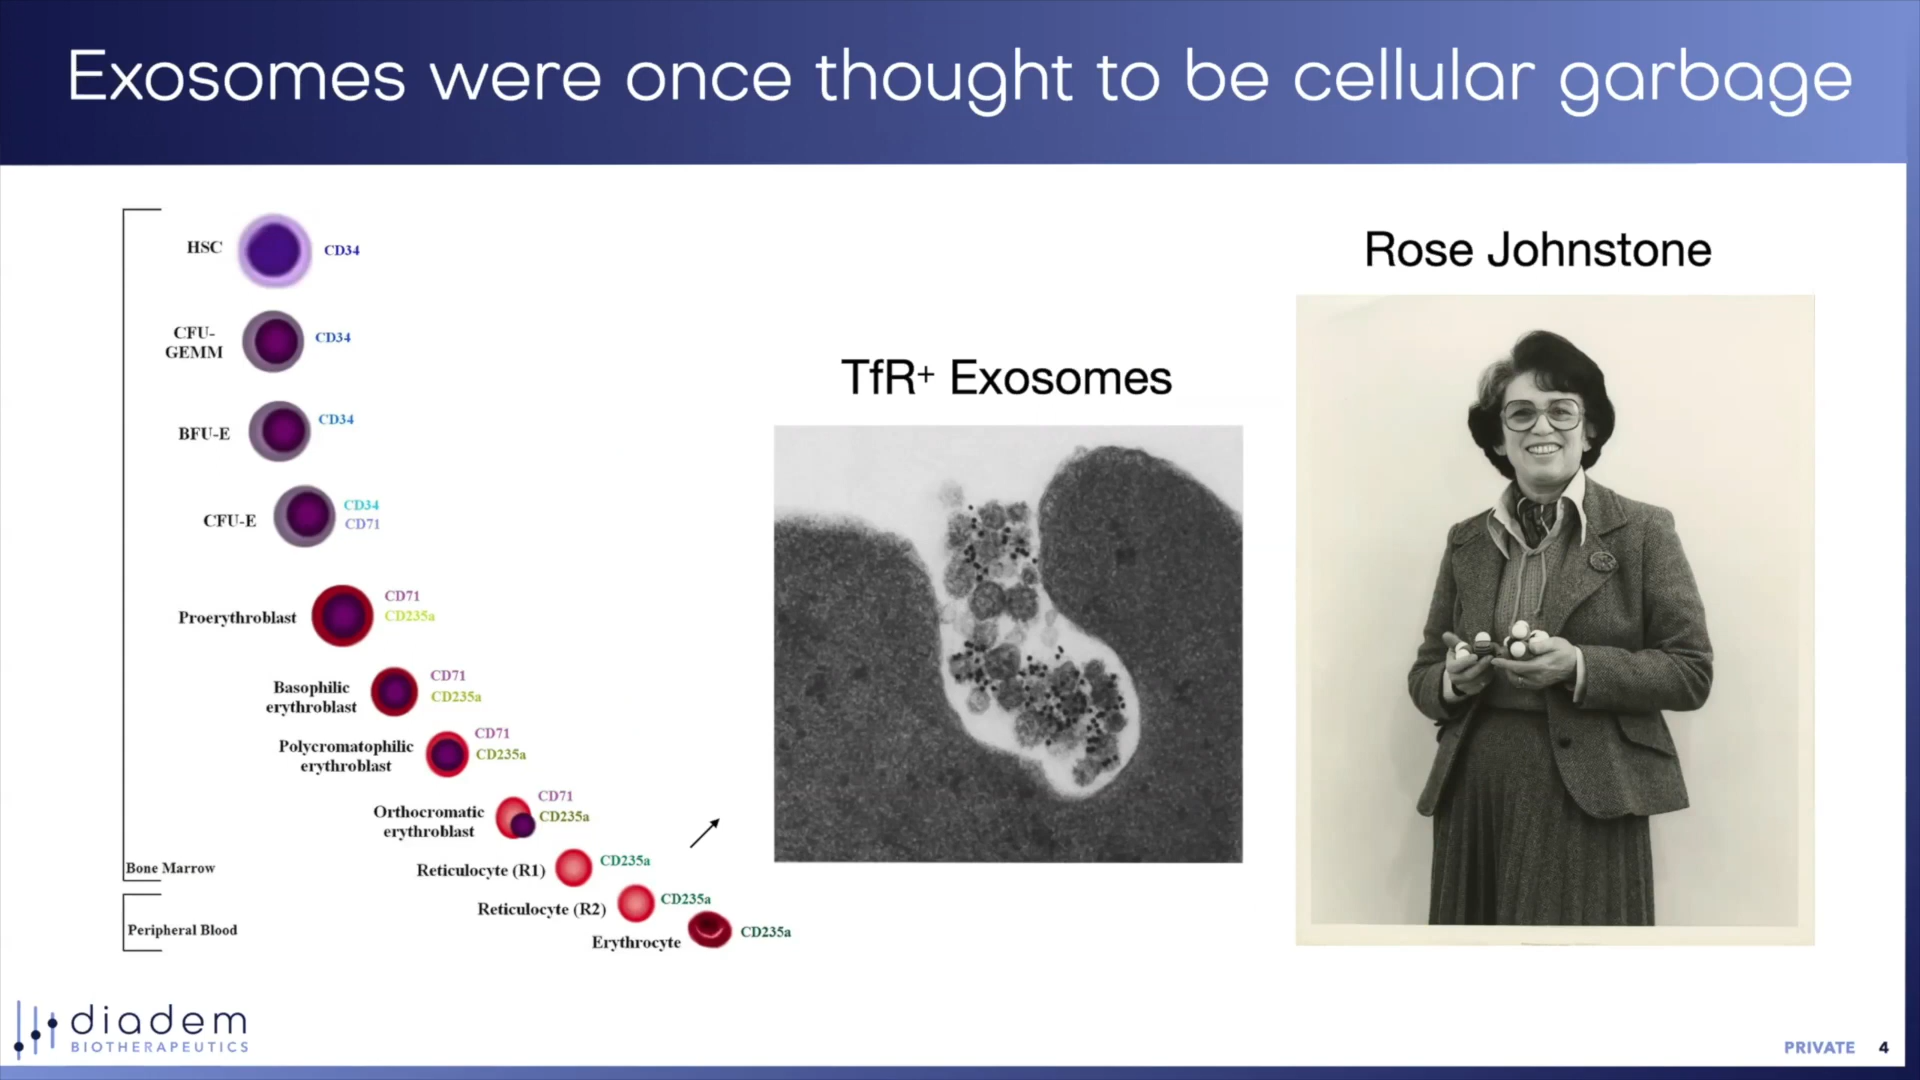 Exosomes were once thought to be cellular garbage
HSC
CD34
CFU-
GEMM
CD34
BFU-E
CD34
CFU-E
CD34
CD71
Proerythroblast
CD71
CD235a
Basophilic
erythroblast
CD71
CD235a
Polycromatophilic
erythroblast
CD71
CD235a
Orthocromatic
erythroblast
CD71
CD235a
Bone Marrow
Reticulocyte (R1)
CD235a
Reticulocyte (R2)
CD235a
Peripheral Blood
Erythrocyte
CD235a
TfR⁺ Exosomes
Rose Johnstone
diadem
BIOTHERAPEUTICS
PRIVATE 4